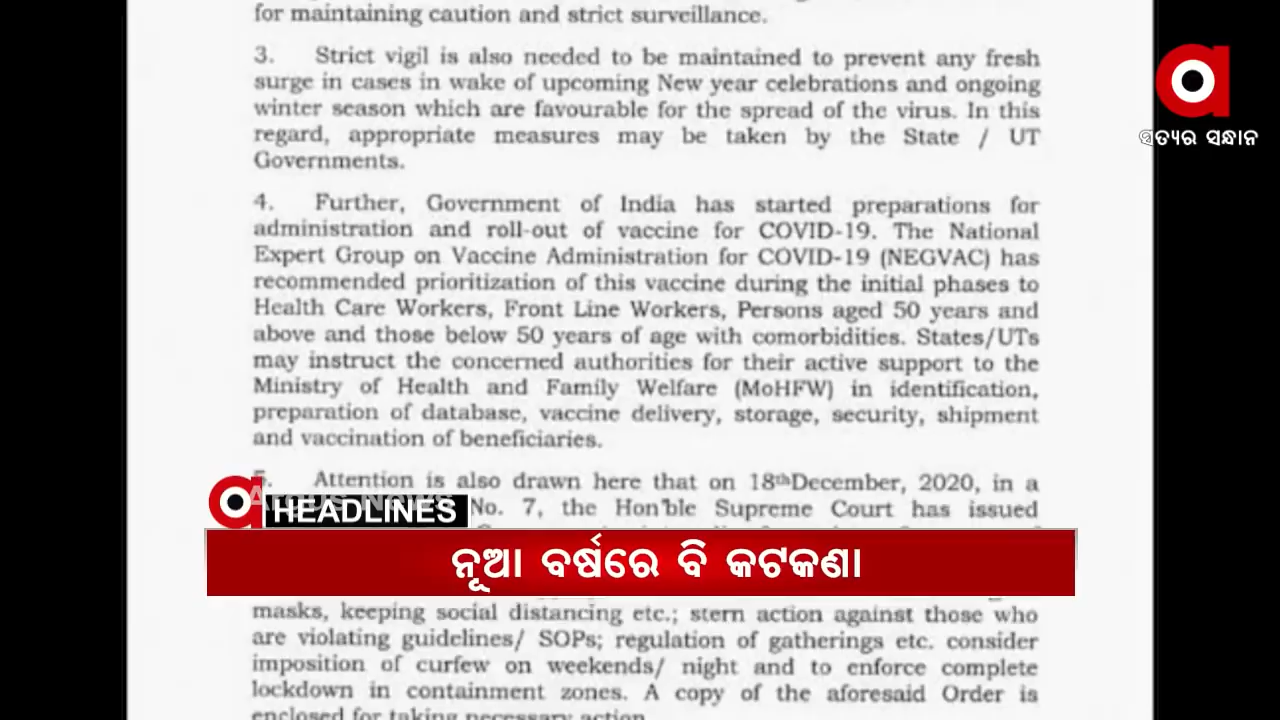 for maintaining caution and strict surveillance.
3. Strict vigil is also needed to be maintained to prevent any fresh
surge in cases in wake of upcoming New year celebrations and ongoing
winter season which are favourable for the spread of the virus. In this
regard, appropriate measures may be taken by the State / UT
Governments.
ସତ୍ୟର ସନ୍ଧାନ
4. Further, Government of India has started preparations for
administration and roll-out of vaccine for COVID-19. The National
Expert Group on Vaccine Administration for COVID-19 (NEGVAC) has
recommended prioritization of this vaccine during the initial phases to
Health Care Workers, Front Line Workers, Persons aged 50 years and
above and those below 50 years of age with comorbidities. States/UTs
may instruct the concerned authorities for their active support to the
Ministry of Health and Family Welfare (MoHFW) in identification,
preparation of database, vaccine delivery, storage, security, shipment
and vaccination of beneficiaries.
5. Attention is also drawn here that on 18th December, 2020, in a
No. 7, the Hon'ble Supreme Court has issued
HEADLINES
ନୂଆ ବର୍ଷରେ ବି କଟକଣା
masks, keeping social distancing etc.; stern action against those who
are violating guidelines/ SOPs; regulation of gatherings etc. consider
imposition of curfew on weekends/ night and to enforce complete
lockdown in containment zones. A copy of the aforesaid Order is
enclosed for taking necessary action.